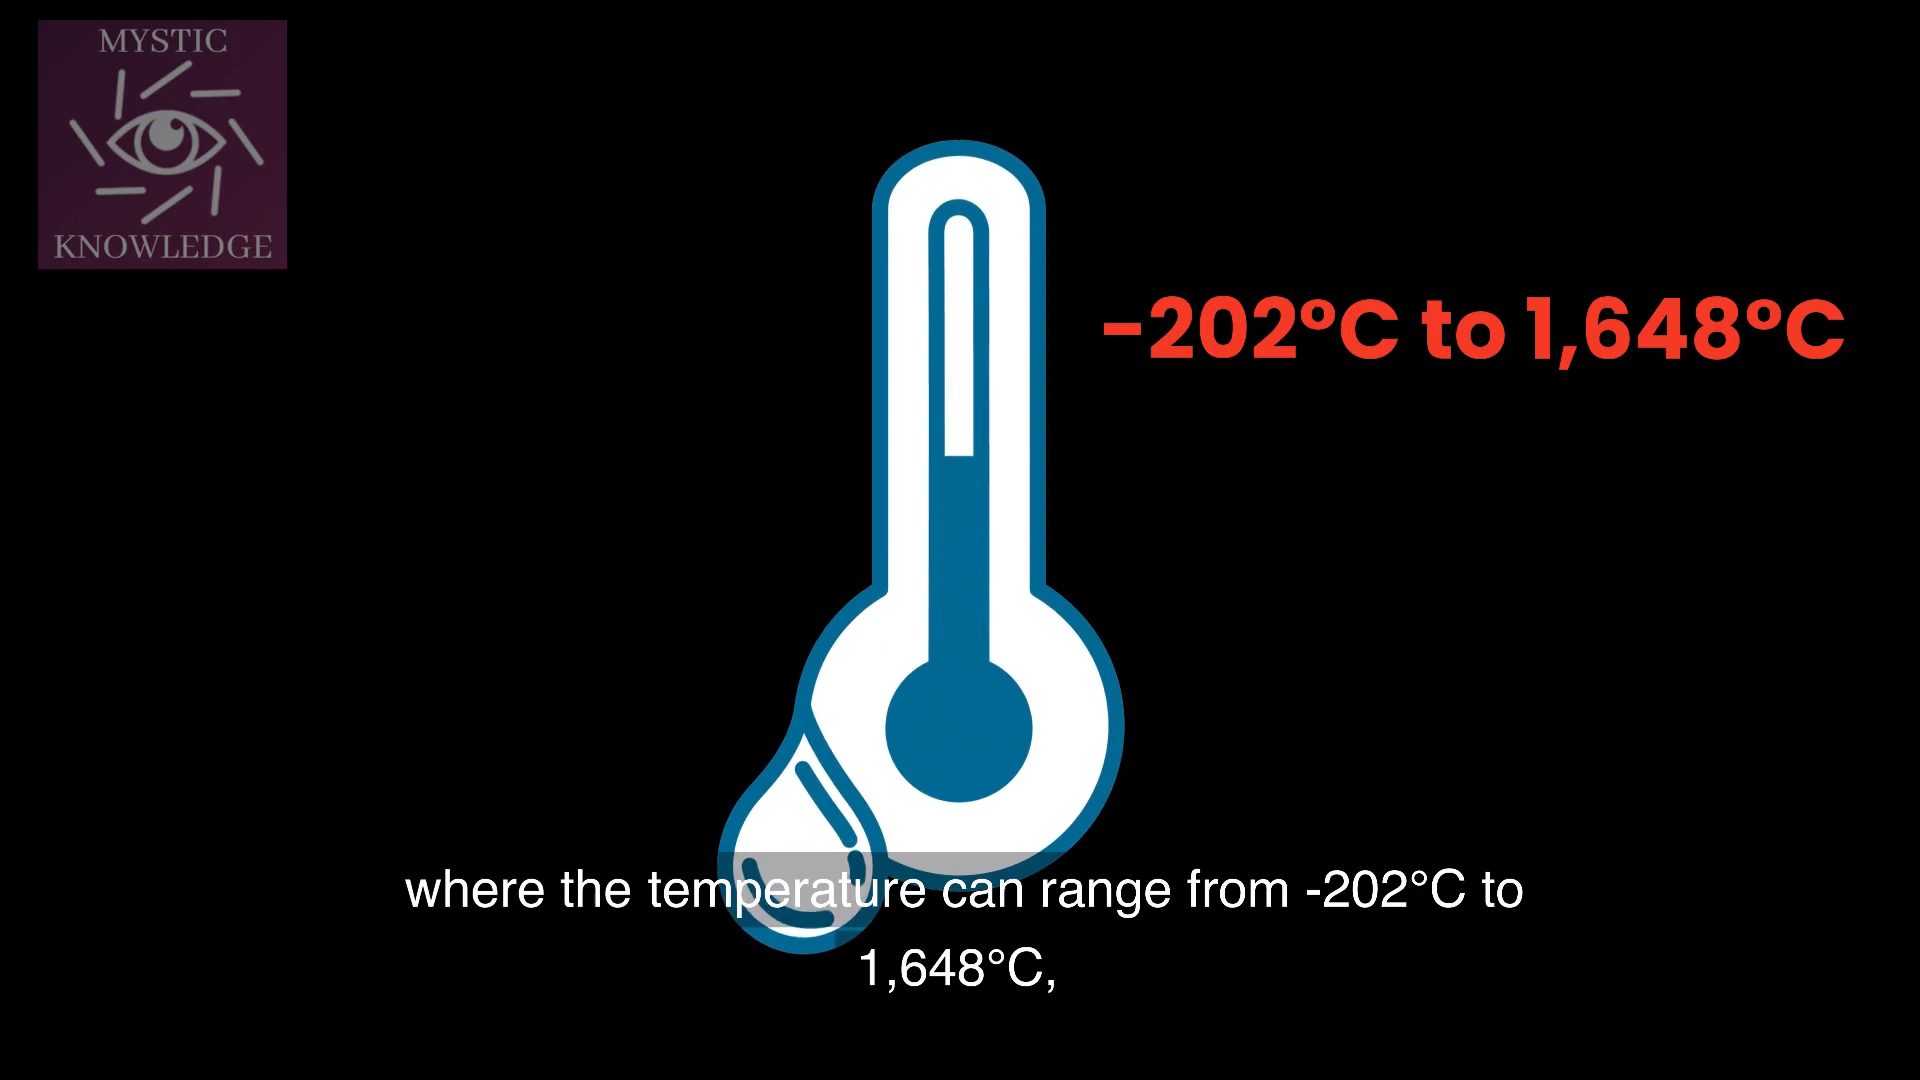 MYSTIC
KNOWLEDGE
-202°C to 1,648°C
where the temperature can range from -202°C to
1,648°C,